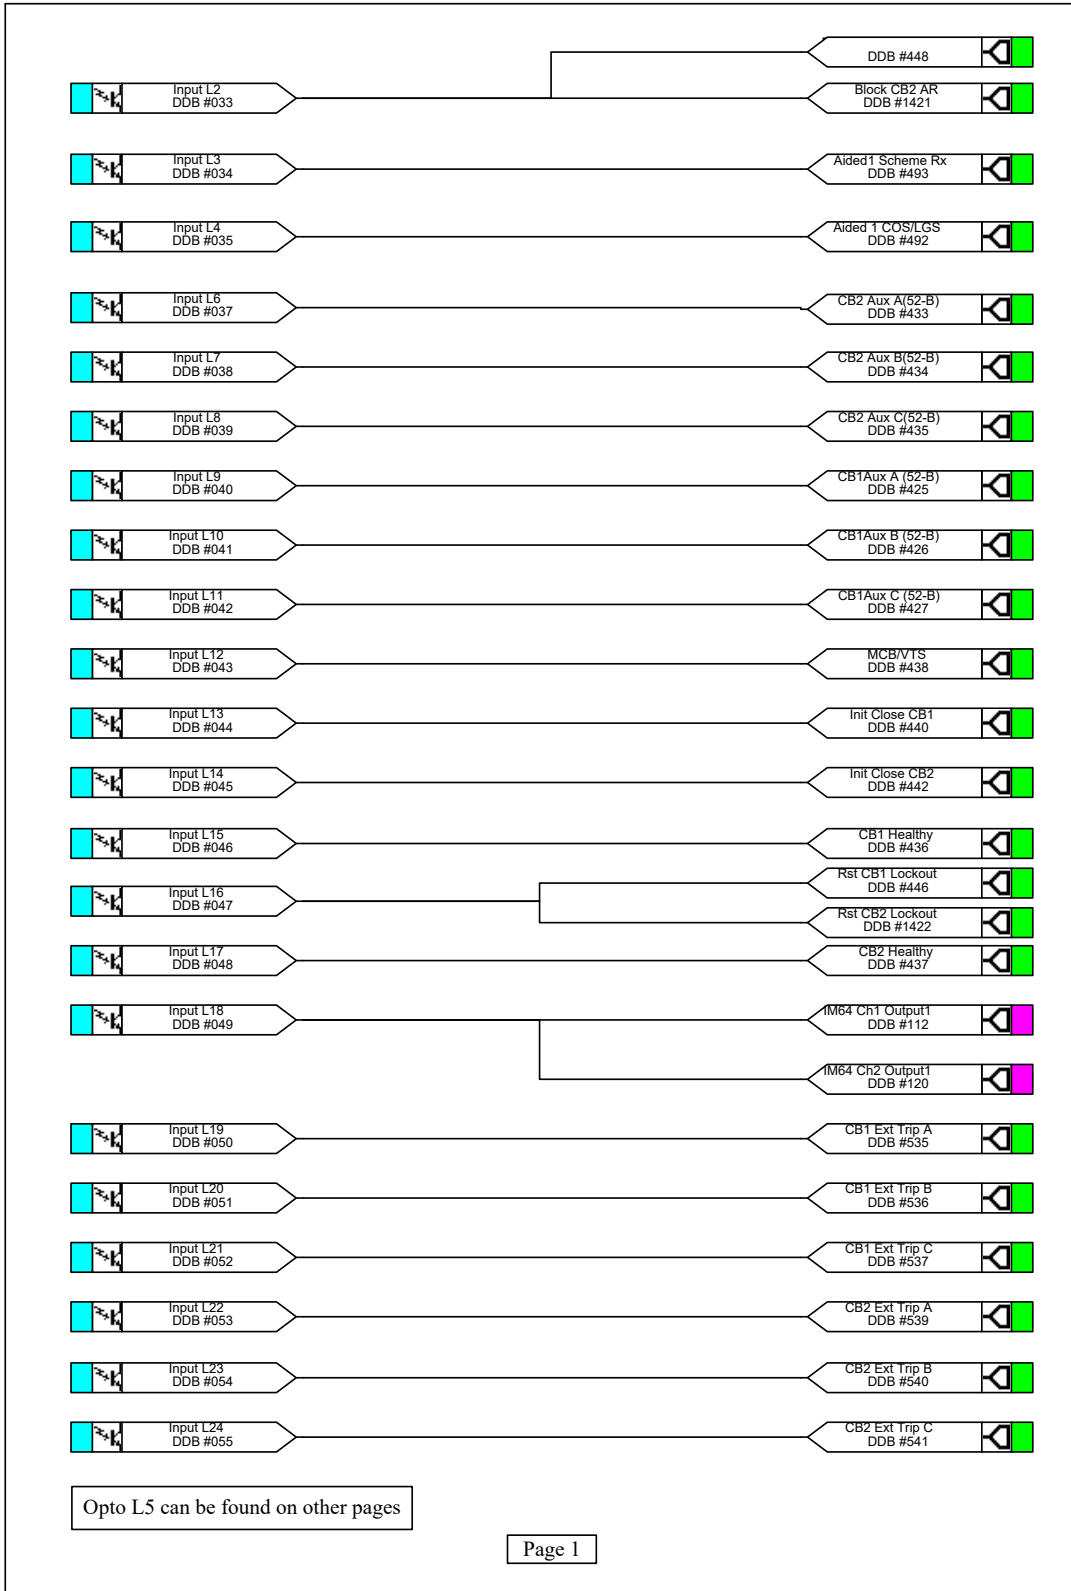 DDB #448
Input L2
DDB #033
Block CB2 AR
DDB #1421
Input L3
DDB #034
Aided1 Scheme Rx
DDB #493
Input L4
DDB #035
Aided 1 COS/LGS
DDB #492
Input L6
DDB #037
CB2 Aux A(52-B)
DDB #433
Input L7
DDB #038
CB2 Aux B(52-B)
DDB #434
Input L8
DDB #039
CB2 Aux C(52-B)
DDB #435
Input L9
DDB #040
CB1Aux A (52-B)
DDB #425
Input L10
DDB #041
CB1Aux B (52-B)
DDB #426
Input L11
DDB #042
CB1Aux C (52-B)
DDB #427
Input L12
DDB #043
MCB/VTS
DDB #438
Input L13
DDB #044
Init Close CB1
DDB #440
Input L14
DDB #045
Init Close CB2
DDB #442
Input L15
DDB #046
CB1 Healthy
DDB #436
Input L16
DDB #047
Rst CB1 Lockout
DDB #446
Rst CB2 Lockout
DDB #1422
Input L17
DDB #048
CB2 Healthy
DDB #437
Input L18
DDB #049
IM64 Ch1 Output1
DDB #112
IM64 Ch2 Output1
DDB #120
Input L19
DDB #050
CB1 Ext Trip A
DDB #535
Input L20
DDB #051
CB1 Ext Trip B
DDB #536
Input L21
DDB #052
CB1 Ext Trip C
DDB #537
Input L22
DDB #053
CB2 Ext Trip A
DDB #539
Input L23
DDB #054
CB2 Ext Trip B
DDB #540
Input L24
DDB #055
CB2 Ext Trip C
DDB #541
Opto L5 can be found on other pages
Page 1